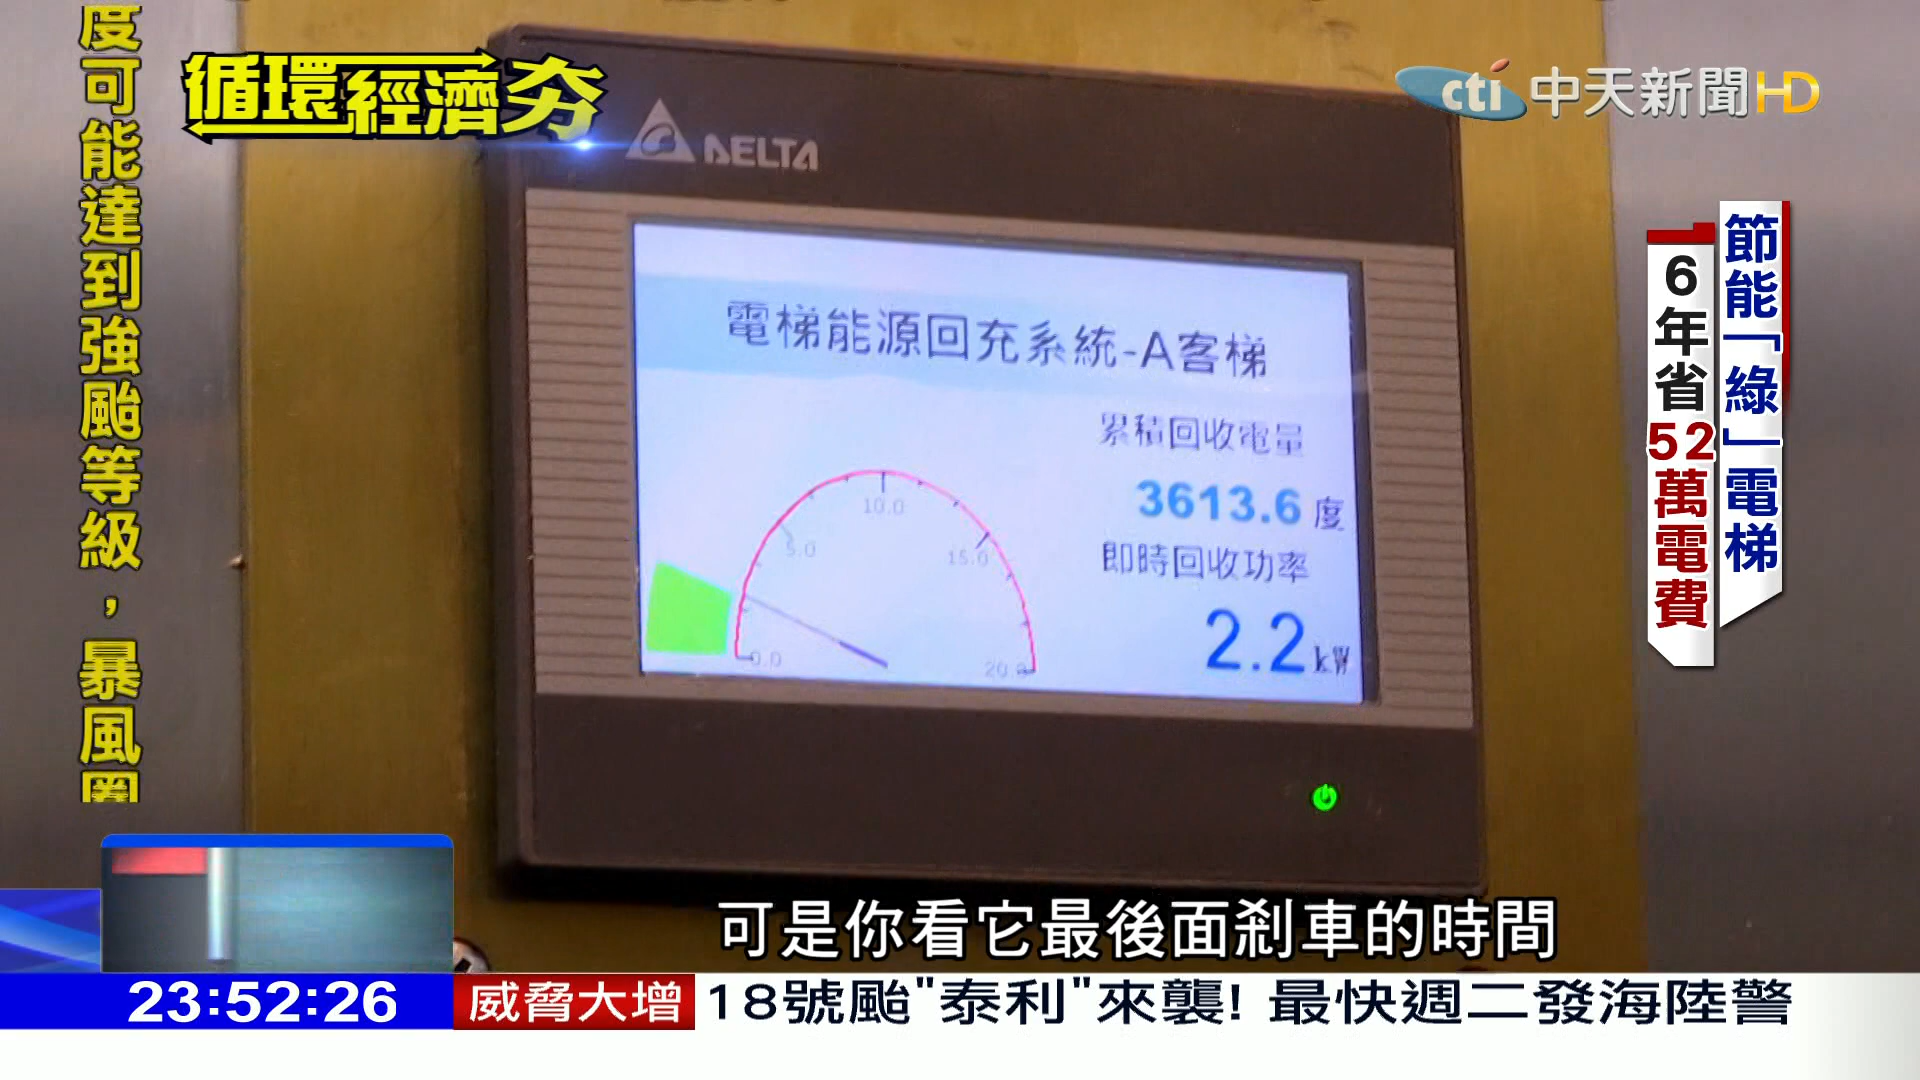 度可能達到強颱等級，暴風圈
循環經濟夯
cti 中天新聞HD
DELTA
節能「綠」電梯
6年省52萬電費
電梯能源回充系統-A客梯
累積回收電量
3613.6 度
即時回收功率
2.2 kW
0.0
5.0
10.0
15.0
可是你看它最後面剎車的時間
23:52:26
威脅大增
18號颱"泰利"來襲! 最快週二發海陸警